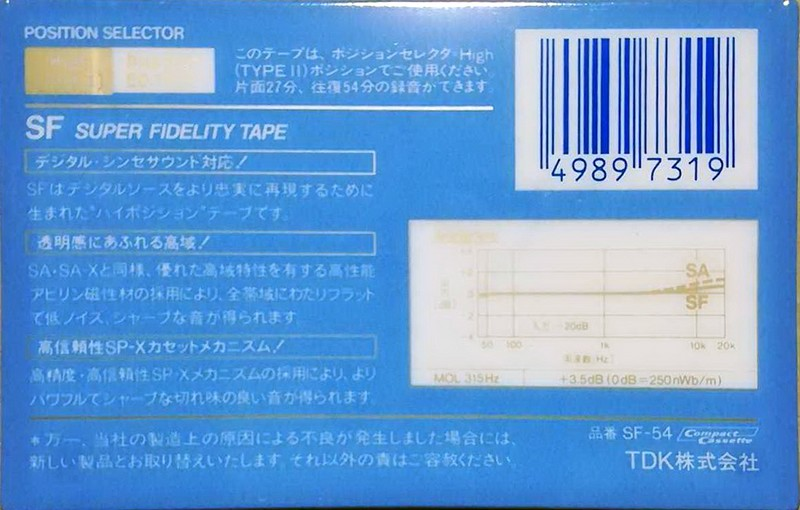 POSITION SELECTOR
このテープは、ポジションセレクタ・High
(TYPE II)ポジションでご使用ください
片面27分、往復54分の録音ができます
4989 7319
SF SUPER FIDELITY TAPE
デジタル・シンセサウンド対応!
SFはデジタルソースをより忠実に再現するために
生まれた"ハイポジション"テープです。
透明感にあふれる高域!
SA・SA-Xと同様、優れた高域特性を有する高性能
アビリン磁性材の採用により、全帯域にわたりフラット
で低ノイズ、シャープな音が得られます
高信頼性SP-Xカセットメカニズム!
高精度・高信頼性SP-Xメカニズムの採用により、より
パワフルでシャープな切れ味の良い音が得られます。
SA
SF
-20dB
50 100 1k 10k 20k
周波数(Hz)
MOL 315Hz +3.5dB (0dB=250nWb/m)
*万一、当社の製造上の原因による不良が発生しました場合には、
新しい製品とお取り替えいたします。それ以外の責はご容赦ください
品番 SF-54 Compact Cassette
TDK株式会社